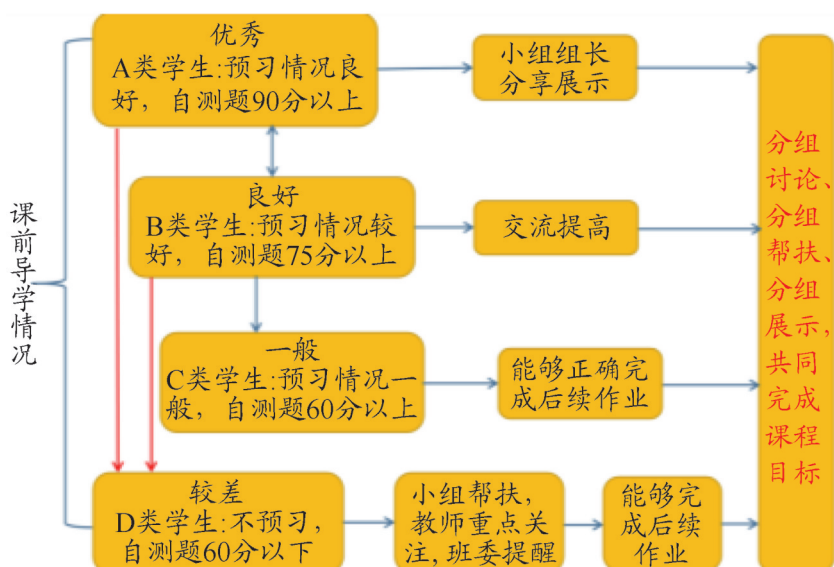 课前导学情况
优秀
A类学生:预习情况良
好，自测题90分以上
小组组长
分享展示
良好
B类学生:预习情况较
好，自测题75分以上
交流提高
一般
C类学生:预习情况一
般，自测题60分以上
能够正确完
成后续作业
较差
D类学生:不预习，
自测题60分以下
小组帮扶，
教师重点关
注,班委提醒
能够完
成后续
作业
分组
讨论、
分组
帮扶、
分组
展示,
共同
完成
课程
目标